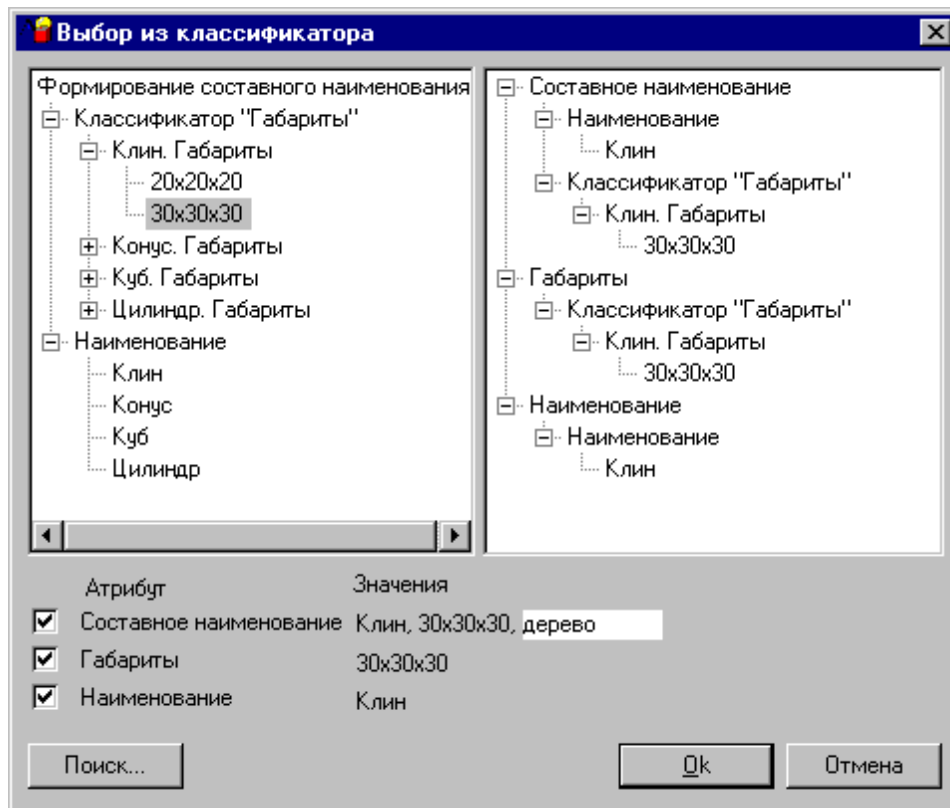 Выбор из классификатора
Формирование составного наименования
Классификатор "Габариты"
Клин. Габариты
20x20x20
30x30x30
Конус. Габариты
Куб. Габариты
Цилиндр. Габариты
Наименование
Клин
Конус
Куб
Цилиндр
Составное наименование
Наименование
Клин
Классификатор "Габариты"
Клин. Габариты
30x30x30
Габариты
Классификатор "Габариты"
Клин. Габариты
30x30x30
Наименование
Наименование
Клин
Атрибут Значения
Составное наименование Клин, 30x30x30, дерево
Габариты 30x30x30
Наименование Клин
Поиск... Ok Отмена